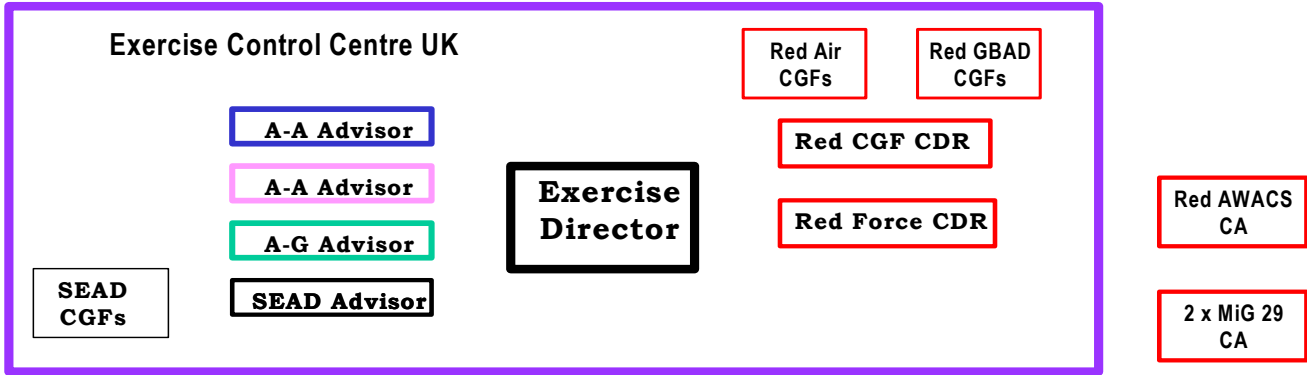 Exercise Control Centre UK
Red Air
CGFs
Red GBAD
CGFs
A-A Advisor
Red CGF CDR
A-A Advisor
Exercise
Director
Red AWACS
CA
Red Force CDR
A-G Advisor
SEAD
CGFs
SEAD Advisor
2 x MiG 29
CA